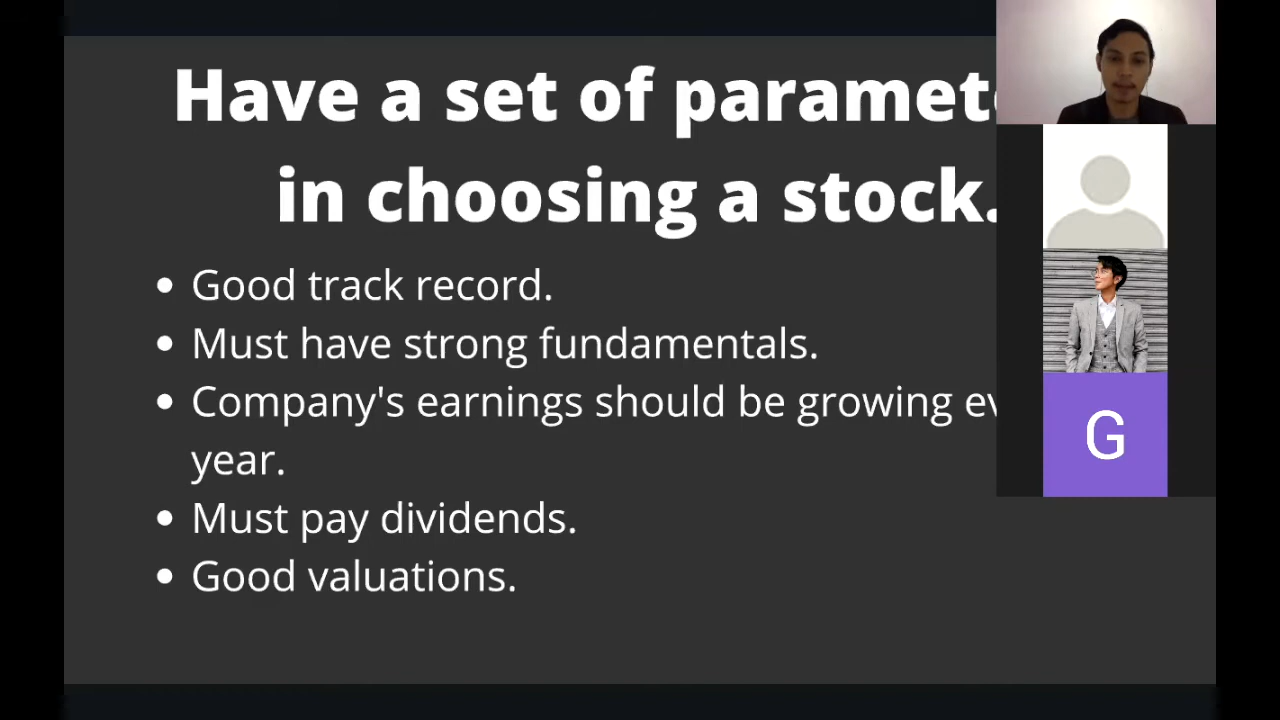 Have a set of paramet
in choosing a stock.
Good track record.
Must have strong fundamentals.
Company's earnings should be growing ev
year.
Must pay dividends.
Good valuations.
G